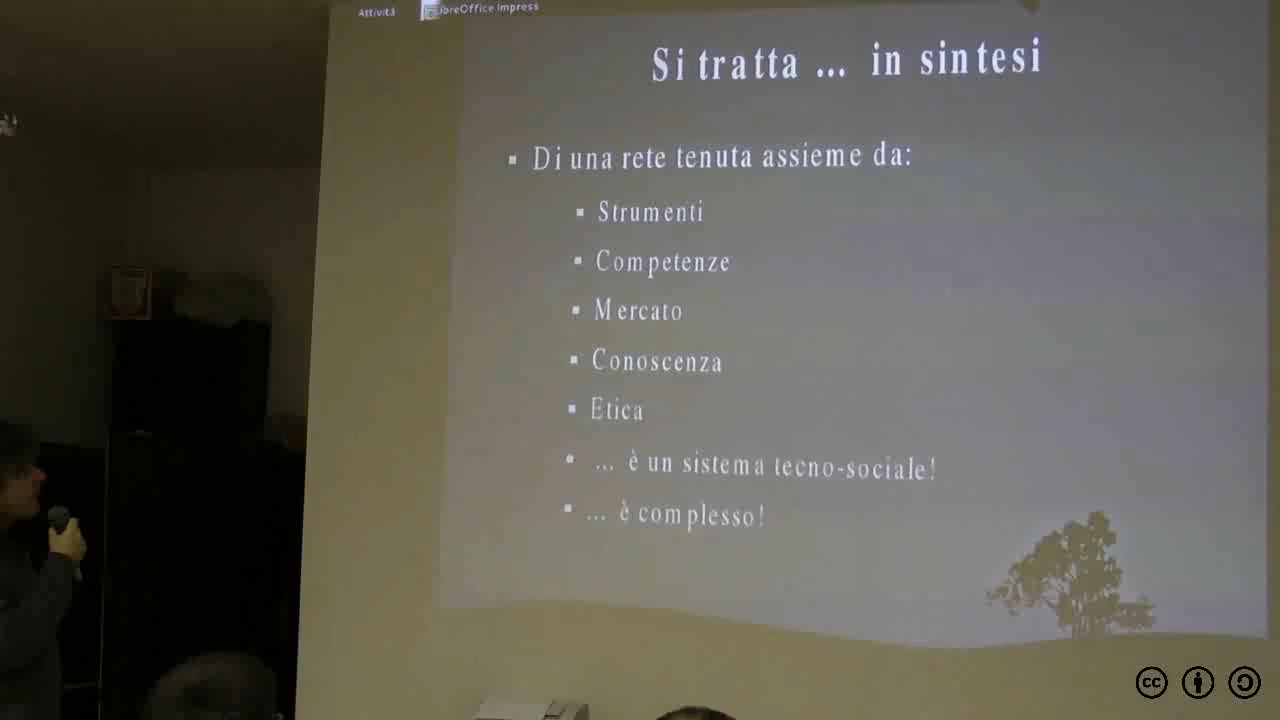 Attività LibreOffice Impress
Si tratta ... in sintesi
▪ Di una rete tenuta assieme da:
▪ Strumenti
▪ Competenze
▪ Mercato
▪ Conoscenza
▪ Etica
▪ ... è un sistema tecno-sociale!
▪ ... è complesso!
cc